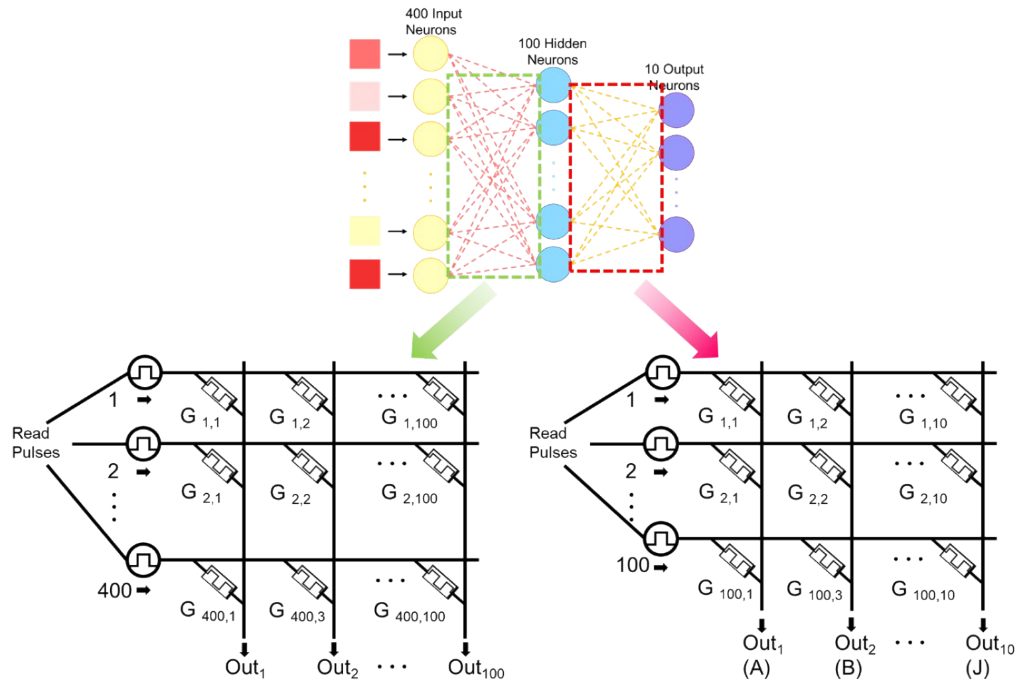 400 Input
Neurons
100 Hidden
Neurons
10 Output
Neurons
1
G 1,1
G 1,2
G 1,100
Read
Pulses
2
G 2,1
G 2,2
G 2,100
400
G 400,1
G 400,3
G 400,100
Out1
Out2
Out100
1
G 1,1
G 1,2
G 1,10
Read
Pulses
2
G 2,1
G 2,2
G 2,10
100
G 100,1
G 100,3
G 100,10
Out1
Out2
Out10
(A)
(B)
(J)